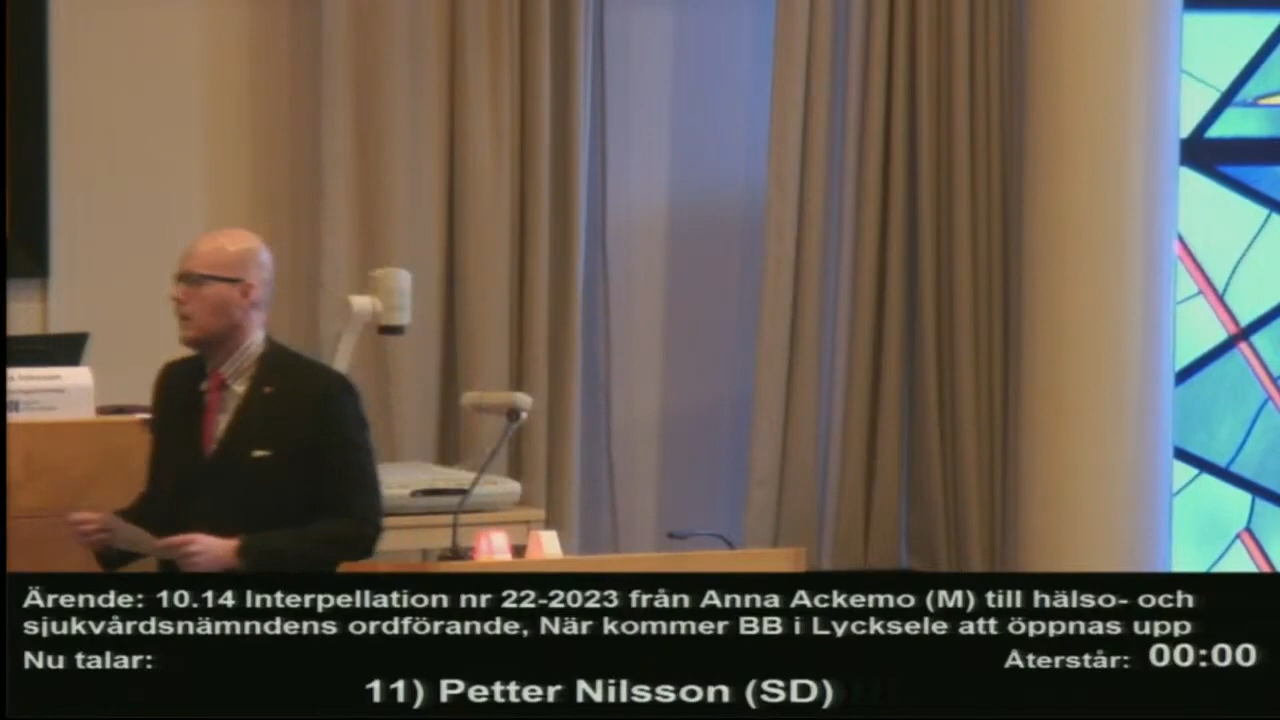 Ärende: 10.14 Interpellation nr 22-2023 från Anna Ackemo (M) till hälso- och
sjukvårdsnämndens ordförande, När kommer BB i Lycksele att öppnas upp
Nu talar:
Återstår: 00:00
11) Petter Nilsson (SD)